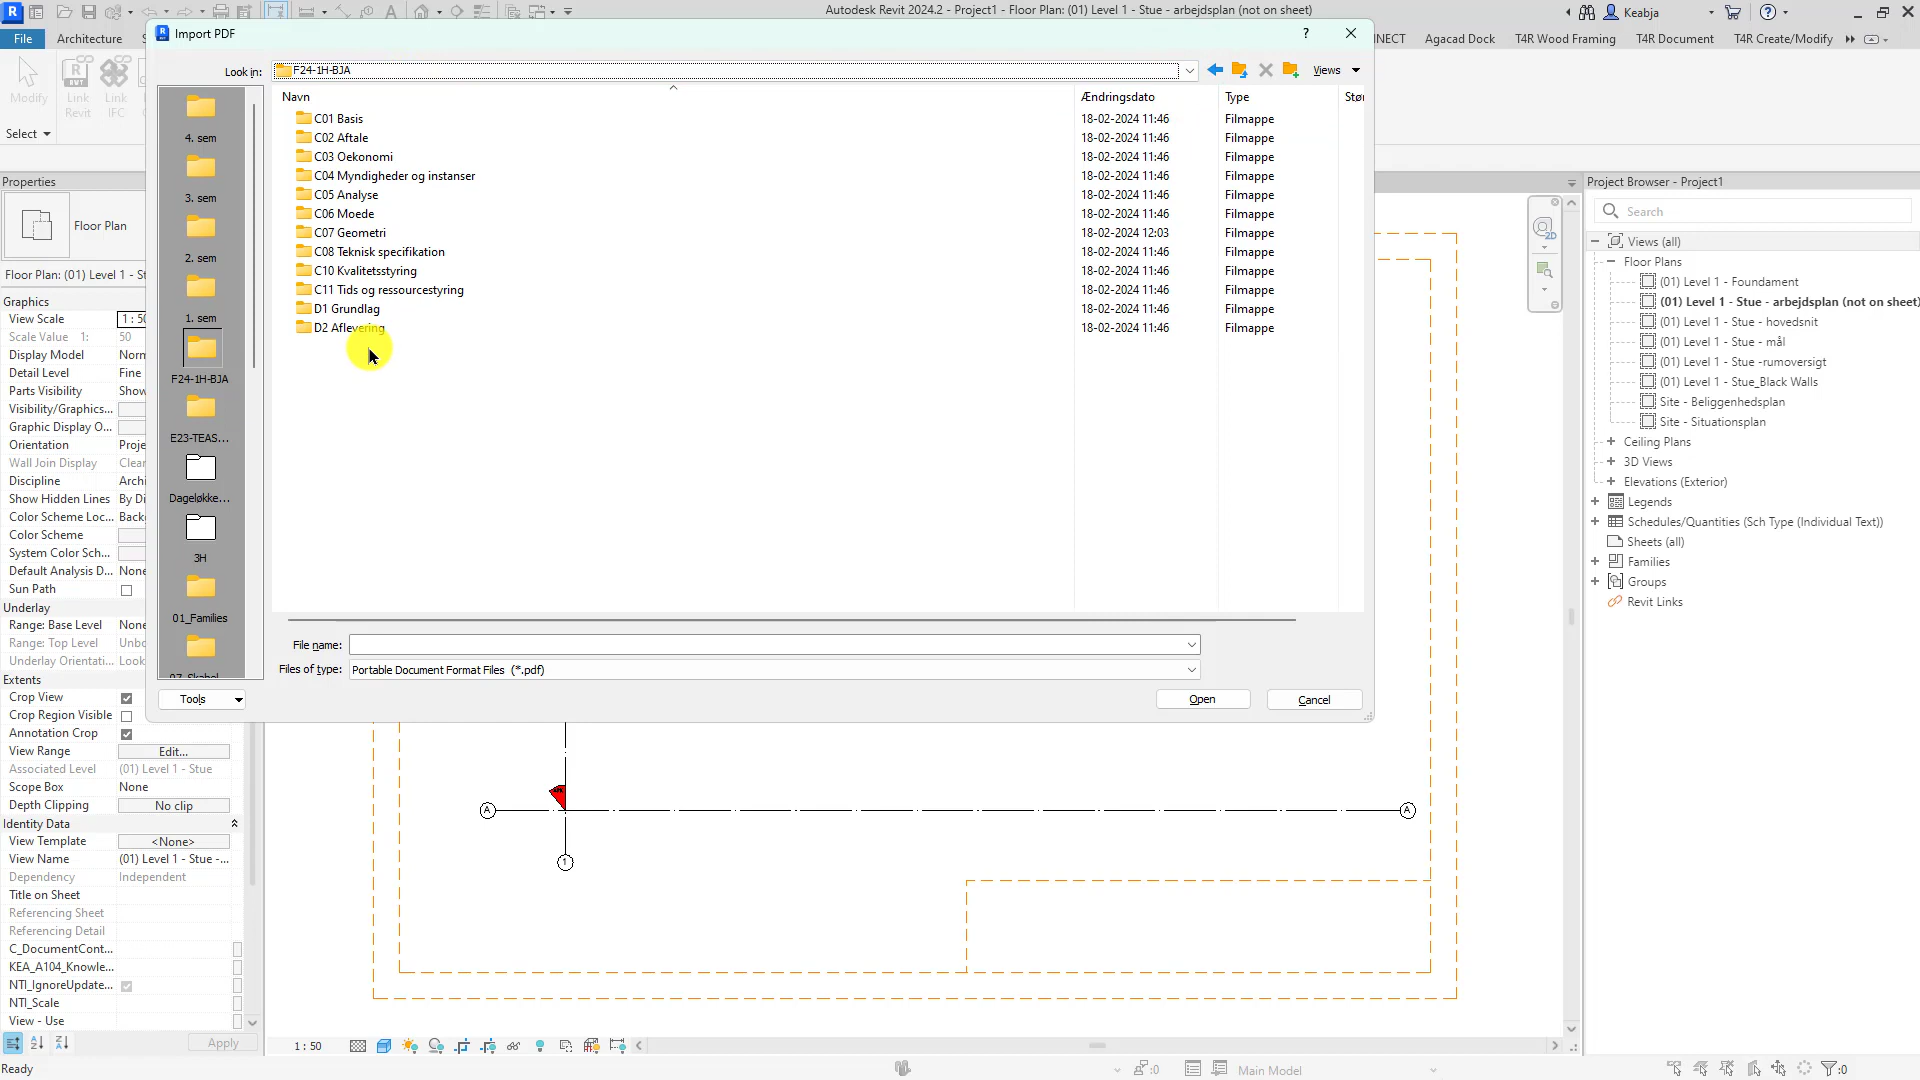 Autodesk Revit 2024.2 - Project1 - Floor Plan: (01) Level 1 - Stue - arbejdsplan (not on sheet)
Keabja
File
Architecture
Agacad Dock
T4R Wood Framing
T4R Document
T4R Create/Modify
Modify
Link
Revit
Link
IFC
Select
Import PDF
Look in:
F24-1H-BJA
Views
Navn
Ændringsdato
Type
C01 Basis 18-02-2024 11:46 Filmappe
C02 Aftale 18-02-2024 11:46 Filmappe
C03 Oekonomi 18-02-2024 11:46 Filmappe
C04 Myndigheder og instanser 18-02-2024 11:46 Filmappe
C05 Analyse 18-02-2024 11:46 Filmappe
C06 Moede 18-02-2024 11:46 Filmappe
C07 Geometri 18-02-2024 12:03 Filmappe
C08 Teknisk specifikation 18-02-2024 11:46 Filmappe
C10 Kvalitetsstyring 18-02-2024 11:46 Filmappe
C11 Tids og ressourcestyring 18-02-2024 11:46 Filmappe
D1 Grundlag 18-02-2024 11:46 Filmappe
D2 Aflevering 18-02-2024 11:46 Filmappe
4. sem
3. sem
2. sem
1. sem
F24-1H-BJA
E23-TEAS...
Dageløkke...
3H
01_Families
File name:
Files of type: Portable Document Format Files (*.pdf)
Tools
Open
Cancel
Properties
Floor Plan
Floor Plan: (01) Level 1 - St
Graphics
View Scale 1 : 50
Scale Value 1: 50
Display Model Norm
Detail Level Fine
Parts Visibility Show
Visibility/Graphics...
Graphic Display O...
Orientation Proje
Wall Join Display Clear
Discipline Archi
Show Hidden Lines By Di
Color Scheme Loc... Back
Color Scheme
System Color Sch...
Default Analysis D... None
Sun Path
Underlay
Range: Base Level None
Range: Top Level Unbo
Underlay Orientati... Look
Extents
Crop View
Crop Region Visible
Annotation Crop
View Range Edit...
Associated Level (01) Level 1 - Stue
Scope Box None
Depth Clipping No clip
Identity Data
View Template <None>
View Name (01) Level 1 - Stue -...
Dependency Independent
Title on Sheet
Referencing Sheet
Referencing Detail
C_DocumentCont...
KEA_A104_Knowle...
NTI_IgnoreUpdate...
NTI_Scale
View - Use
Apply
Ready
A
A
1
1 : 50
:0
Main Model
:0
Project Browser - Project1
Search
Views (all)
Floor Plans
(01) Level 1 - Foundament
(01) Level 1 - Stue - arbejdsplan (not on sheet)
(01) Level 1 - Stue - hovedsnit
(01) Level 1 - Stue - mål
(01) Level 1 - Stue -rumoversigt
(01) Level 1 - Stue_Black Walls
Site - Beliggenhedsplan
Site - Situationsplan
Ceiling Plans
3D Views
Elevations (Exterior)
Legends
Schedules/Quantities (Sch Type (Individual Text))
Sheets (all)
Families
Groups
Revit Links